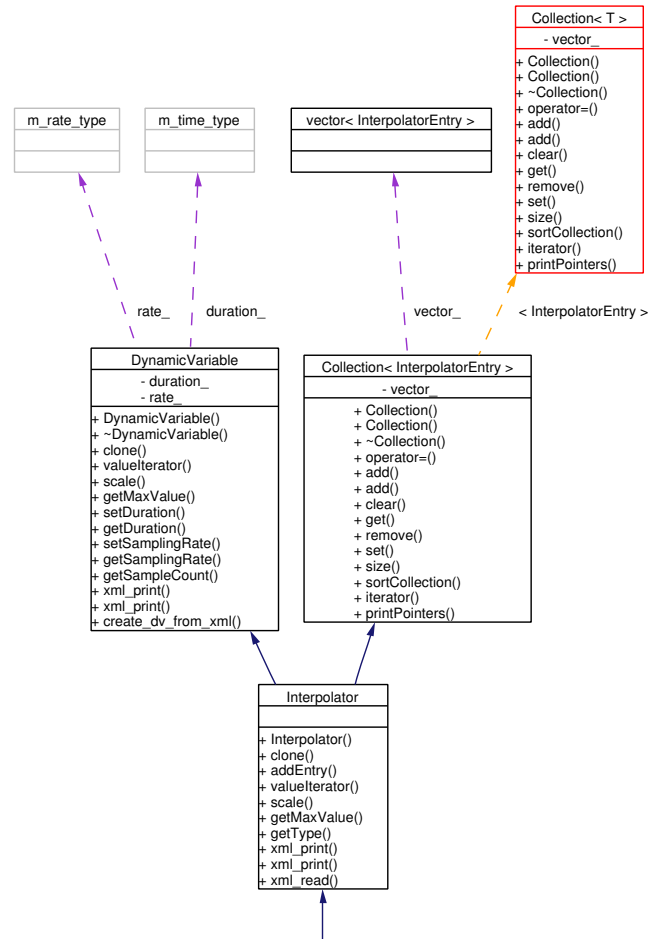 Collection< T >
- vector_
+ Collection()
+ Collection()
+ ~Collection()
+ operator=()
+ add()
+ add()
+ clear()
+ get()
+ remove()
+ set()
+ size()
+ sortCollection()
+ iterator()
+ printPointers()
m_rate_type
m_time_type
vector< InterpolatorEntry >
rate_
duration_
vector_
< InterpolatorEntry >
DynamicVariable
- duration_
- rate_
+ DynamicVariable()
+ ~DynamicVariable()
+ clone()
+ valueIterator()
+ scale()
+ getMaxValue()
+ setDuration()
+ getDuration()
+ setSamplingRate()
+ getSamplingRate()
+ getSampleCount()
+ xml_print()
+ xml_print()
+ create_dv_from_xml()
Collection< InterpolatorEntry >
- vector_
+ Collection()
+ Collection()
+ ~Collection()
+ operator=()
+ add()
+ add()
+ clear()
+ get()
+ remove()
+ set()
+ size()
+ sortCollection()
+ iterator()
+ printPointers()
Interpolator
+ Interpolator()
+ clone()
+ addEntry()
+ valueIterator()
+ scale()
+ getMaxValue()
+ getType()
+ xml_print()
+ xml_print()
+ xml_read()